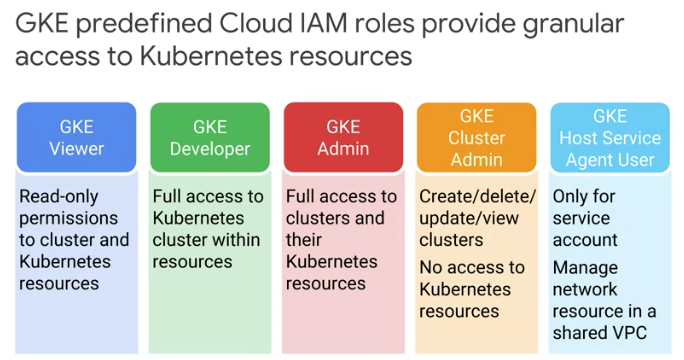 GKE predefined Cloud IAM roles provide granular
access to Kubernetes resources
GKE
Viewer
Read-only
permissions
to cluster and
Kubernetes
resources
GKE
Developer
Full access to
Kubernetes
cluster within
resources
GKE
Admin
Full access to
clusters and
their
Kubernetes
resources
GKE
Cluster
Admin
Create/delete/
update/view
clusters
No access to
Kubernetes
resources
GKE
Host Service
Agent User
Only for
service
account
Manage
network
resource in a
shared VPC